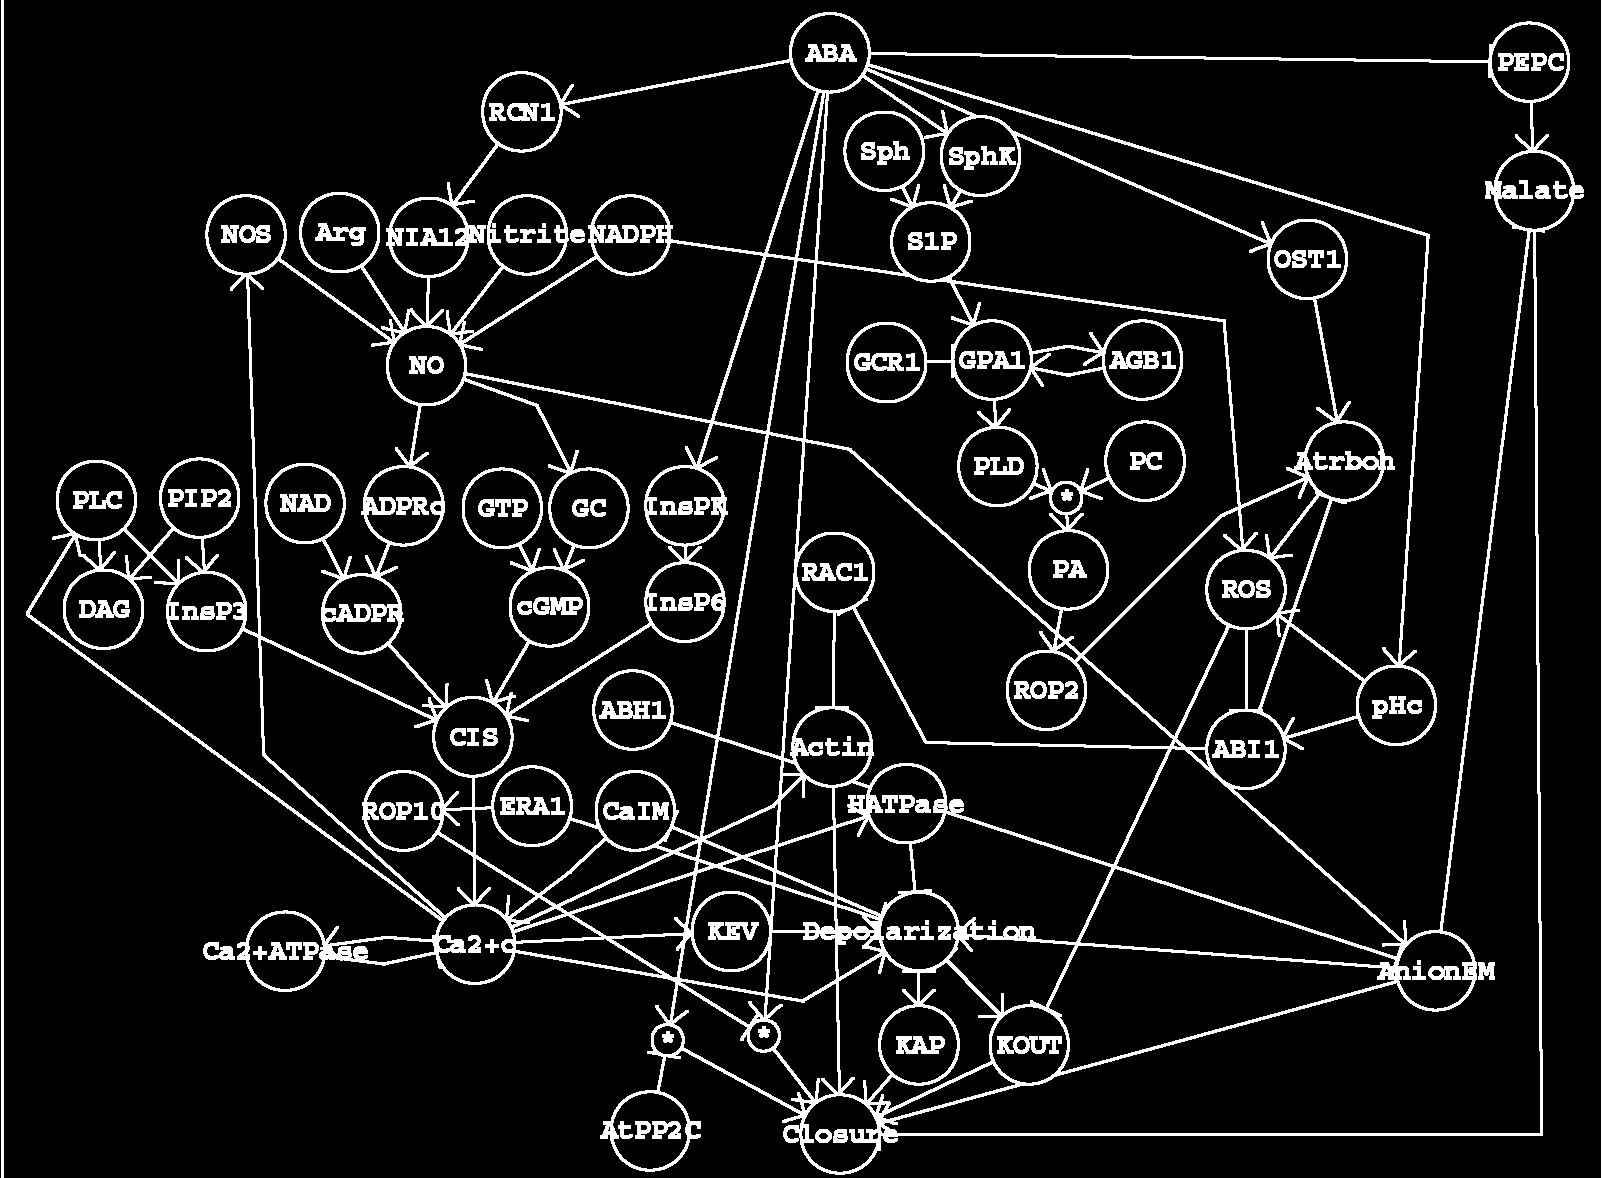 ABA
PEPC
RCN1
Sph
SphK
Malate
NOS
Arg
NIA12
Nitrite
NADPH
S1P
OST1
NO
GCR1
GPA1
AGB1
PLC
PIP2
NAD
ADPRc
GTP
GC
InsPK
PLD
PC
*
Atrboh
DAG
InsP3
cADPR
cGMP
InsP6
RAC1
PA
ROS
ROP2
pHc
ABH1
CIS
Actin
ABI1
ROP10
ERA1
CaIM
HATPase
Ca2+ATPase
Ca2+c
KEV
Depolarization
AnionEM
*
*
KAP
KOUT
AtPP2C
Closure